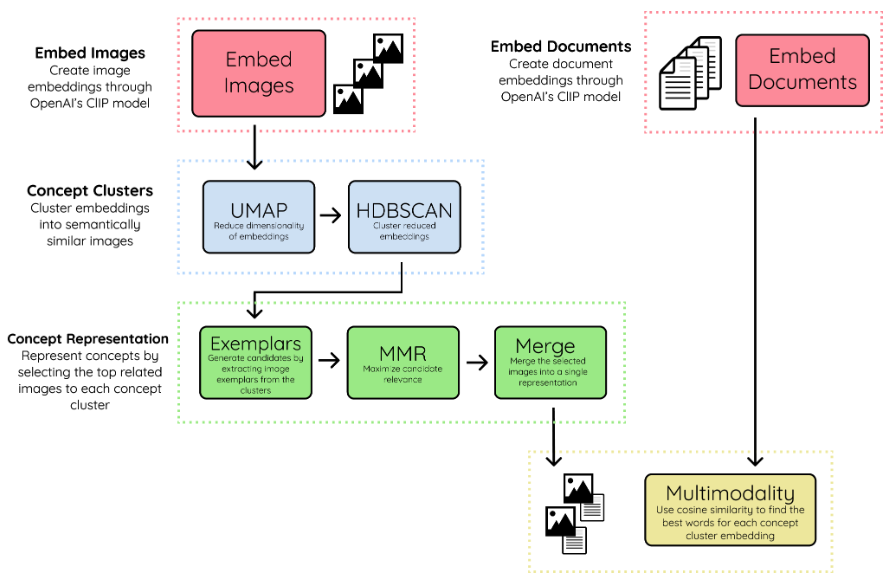 Embed Images
Create image
embeddings through
OpenAI's ClIP model
Embed
Images
Embed Documents
Create document
embeddings through
OpenAI's ClIP model
Embed
Documents
Concept Clusters
Cluster embeddings
into semantically
similar images
UMAP
Reduce dimensionality
of embeddings
HDBSCAN
Cluster reduced
embeddings
Concept Representation
Represent concepts by
selecting the top related
images to each concept
cluster
Exemplars
Generate candidates by
extracting image
exemplars from the
clusters
MMR
Maximize candidate
relevance
Merge
Merge the selected
images into a single
representation
Multimodality
Use cosine similarity to find the
best words for each concept
cluster embedding